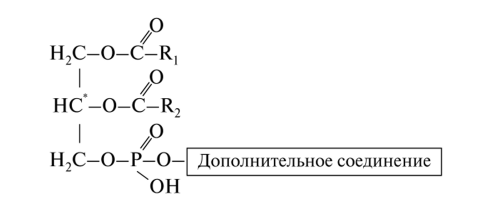 O
H₂C–O–C–R₁
O
HC*–O–C–R₂
O
H₂C–O–P–O– Дополнительное соединение
OH